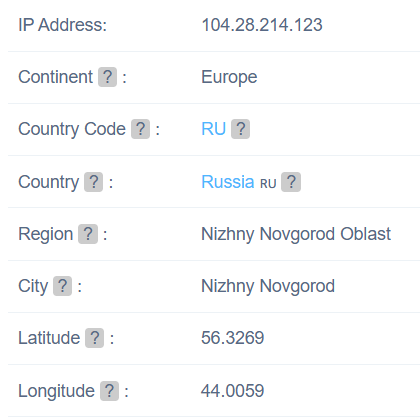 IP Address: 104.28.214.123
Continent ? : Europe
Country Code ? : RU ?
Country ? : Russia RU ?
Region ? : Nizhny Novgorod Oblast
City ? : Nizhny Novgorod
Latitude ? : 56.3269
Longitude ? : 44.0059